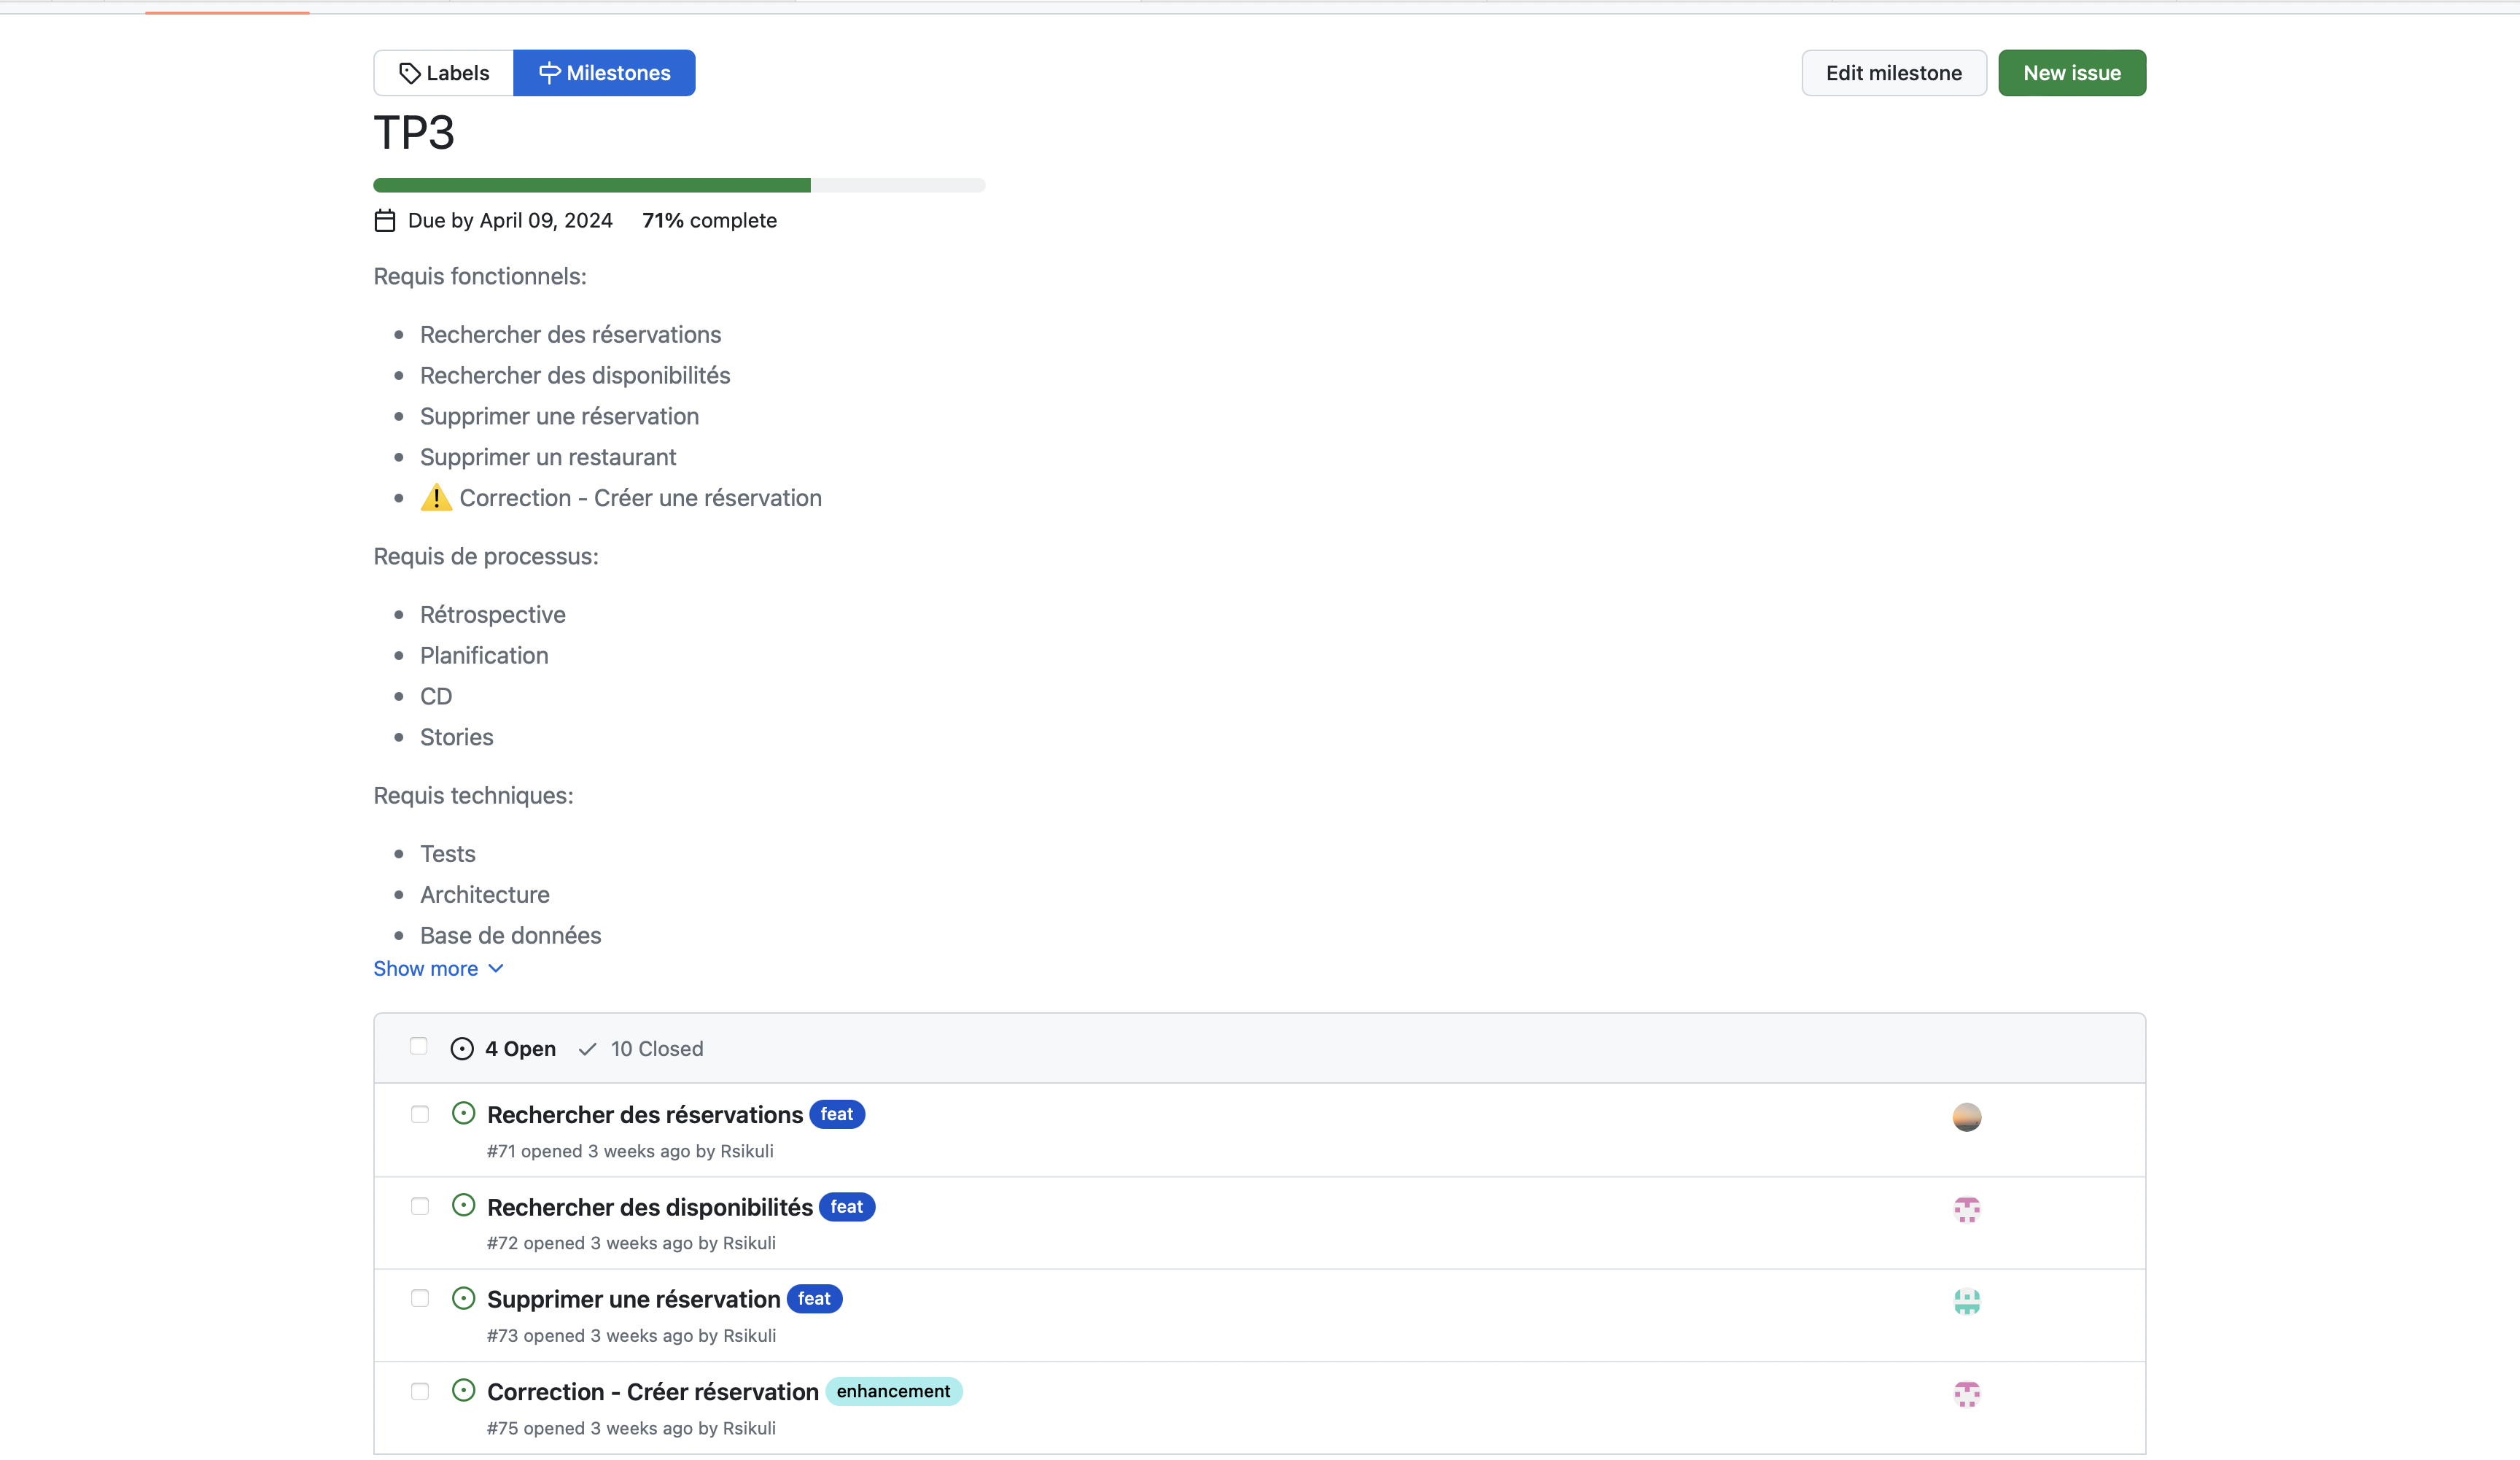 Labels Milestones Edit milestone New issue
TP3
Due by April 09, 2024 71% complete
Requis fonctionnels:
Rechercher des réservations
Rechercher des disponibilités
Supprimer une réservation
Supprimer un restaurant
⚠️ Correction - Créer une réservation
Requis de processus:
Rétrospective
Planification
CD
Stories
Requis techniques:
Tests
Architecture
Base de données
Show more
4 Open 10 Closed
Rechercher des réservations feat
#71 opened 3 weeks ago by Rsikuli
Rechercher des disponibilités feat
#72 opened 3 weeks ago by Rsikuli
Supprimer une réservation feat
#73 opened 3 weeks ago by Rsikuli
Correction - Créer réservation enhancement
#75 opened 3 weeks ago by Rsikuli